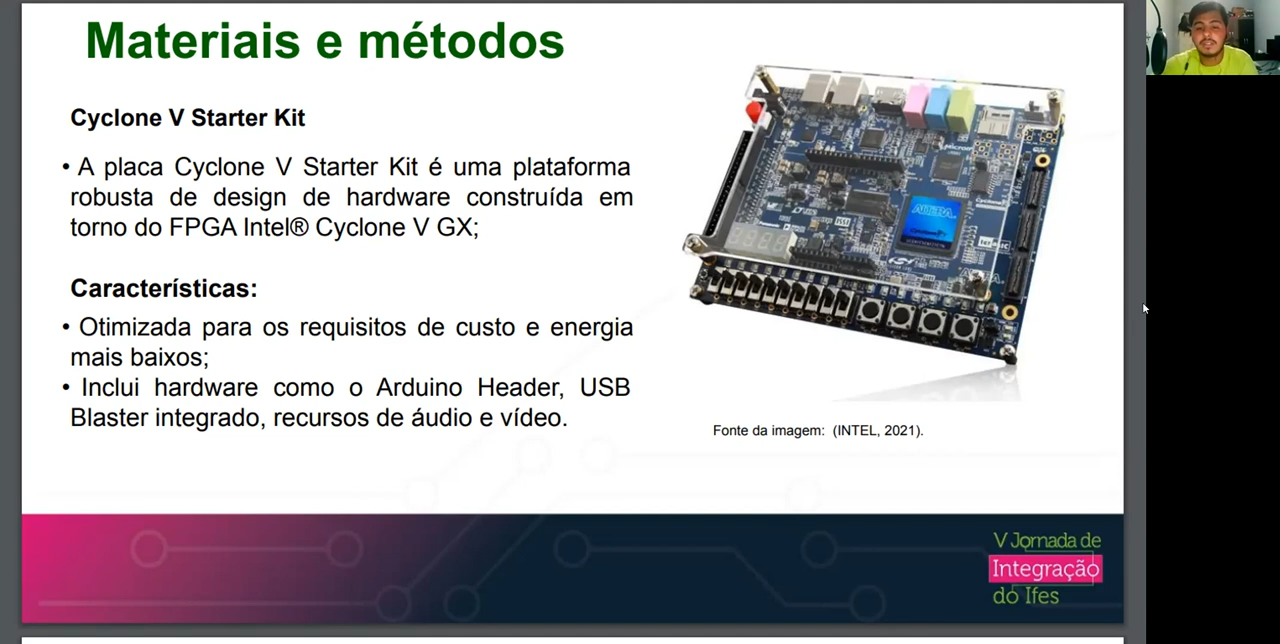 Materiais e métodos
Cyclone V Starter Kit
• A placa Cyclone V Starter Kit é uma plataforma
robusta de design de hardware construída em
torno do FPGA Intel® Cyclone V GX;
Características:
• Otimizada para os requisitos de custo e energia
mais baixos;
• Inclui hardware como o Arduino Header, USB
Blaster integrado, recursos de áudio e vídeo.
ALTERA
Fonte da imagem: (INTEL, 2021).
V Jornada de
Integração
do Ifes